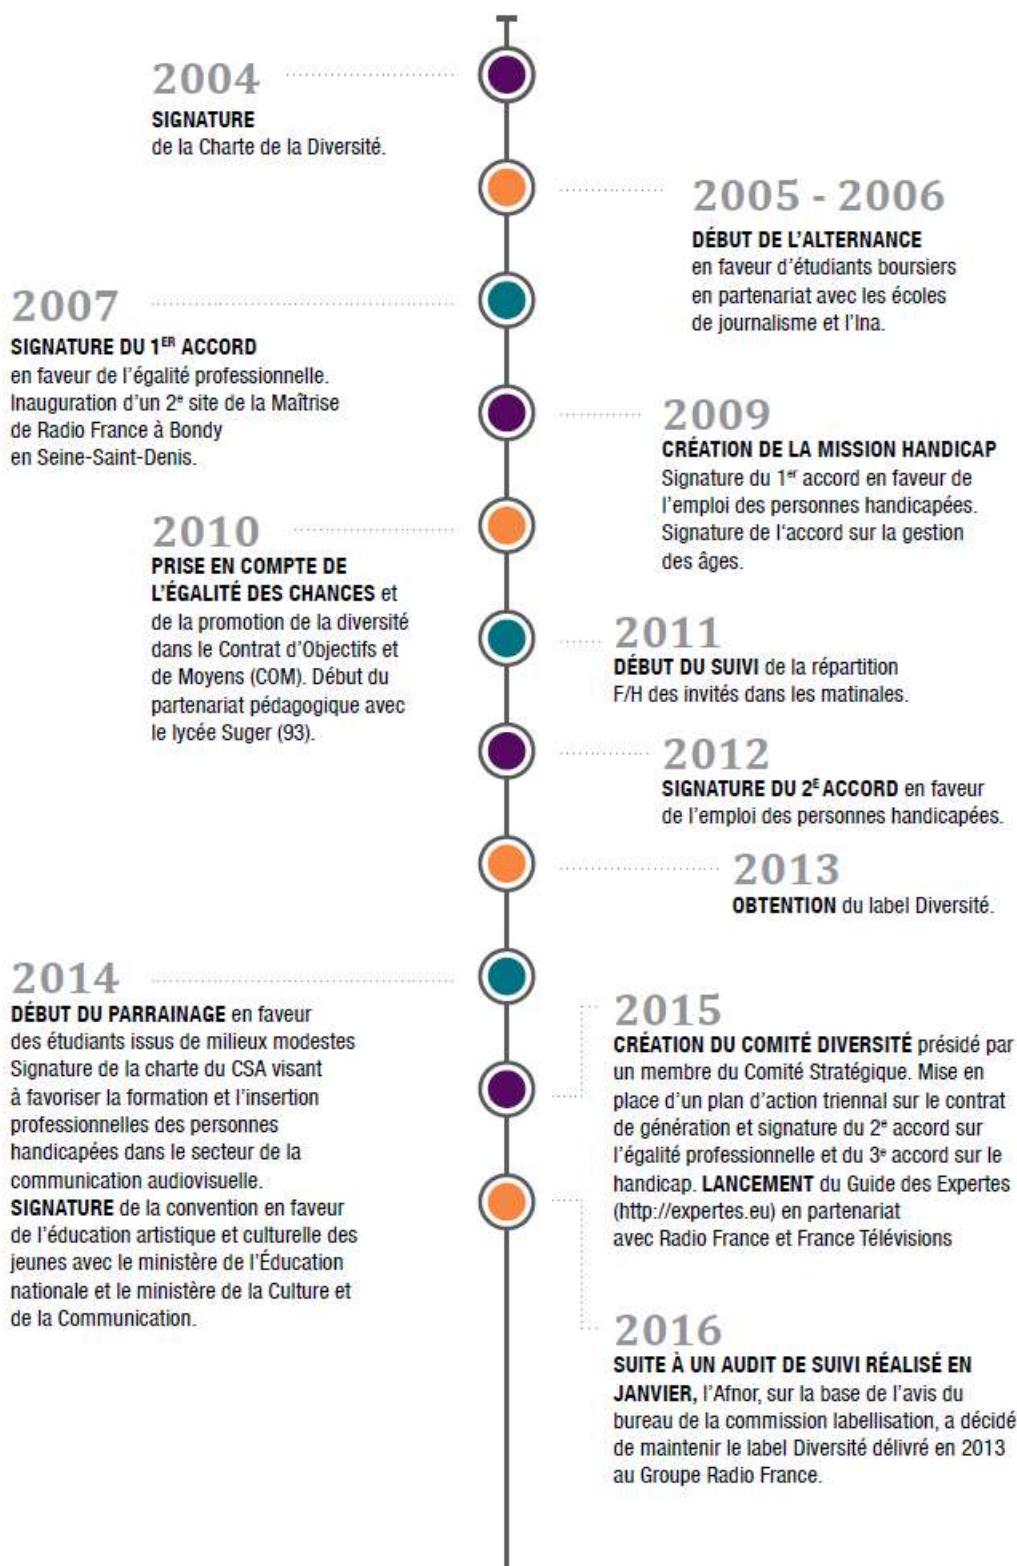 2004
SIGNATURE
de la Charte de la Diversité.
2005 - 2006
DÉBUT DE L'ALTERNANCE
en faveur d'étudiants boursiers
en partenariat avec les écoles
de journalisme et l'Ina.
2007
SIGNATURE DU 1ER ACCORD
en faveur de l'égalité professionnelle.
Inauguration d'un 2e site de la Maîtrise
de Radio France à Bondy
en Seine-Saint-Denis.
2009
CRÉATION DE LA MISSION HANDICAP
Signature du 1er accord en faveur de
l'emploi des personnes handicapées.
Signature de l'accord sur la gestion
des âges.
2010
PRISE EN COMPTE DE
L'ÉGALITÉ DES CHANCES et
de la promotion de la diversité
dans le Contrat d'Objectifs et
de Moyens (COM). Début du
partenariat pédagogique avec
le lycée Suger (93).
2011
DÉBUT DU SUIVI de la répartition
F/H des invités dans les matinales.
2012
SIGNATURE DU 2E ACCORD en faveur
de l'emploi des personnes handicapées.
2013
OBTENTION du label Diversité.
2014
DÉBUT DU PARRAINAGE en faveur
des étudiants issus de milieux modestes
Signature de la charte du CSA visant
à favoriser la formation et l'insertion
professionnelles des personnes
handicapées dans le secteur de la
communication audiovisuelle.
SIGNATURE de la convention en faveur
de l'éducation artistique et culturelle des
jeunes avec le ministère de l'Éducation
nationale et le ministère de la Culture et
de la Communication.
2015
CRÉATION DU COMITÉ DIVERSITÉ présidé par
un membre du Comité Stratégique. Mise en
place d'un plan d'action triennal sur le contrat
de génération et signature du 2e accord sur
l'égalité professionnelle et du 3e accord sur le
handicap. LANCEMENT du Guide des Expertes
(http://expertes.eu) en partenariat
avec Radio France et France Télévisions
2016
SUITE À UN AUDIT DE SUIVI RÉALISÉ EN
JANVIER, l'Afnor, sur la base de l'avis du
bureau de la commission labellisation, a décidé
de maintenir le label Diversité délivré en 2013
au Groupe Radio France.